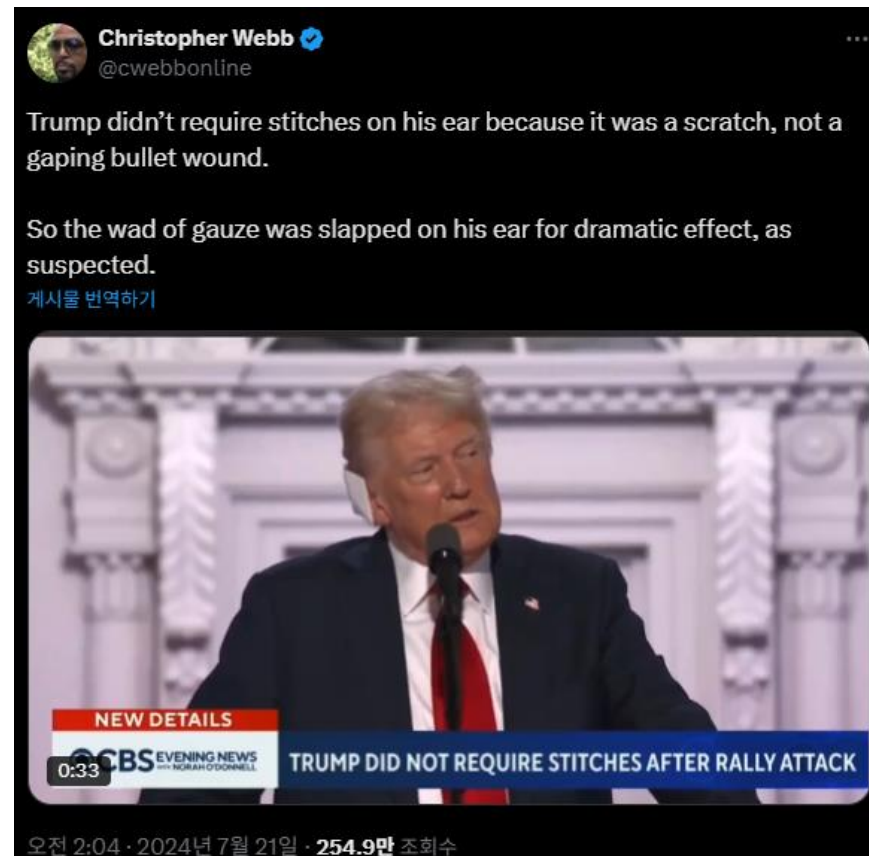 Christopher Webb
@cwebbonline
Trump didn’t require stitches on his ear because it was a scratch, not a
gaping bullet wound.
So the wad of gauze was slapped on his ear for dramatic effect, as
suspected.
게시물 번역하기
NEW DETAILS
CBS EVENING NEWS
WITH NORAH O'DONNELL
TRUMP DID NOT REQUIRE STITCHES AFTER RALLY ATTACK
0:33
오전 2:04 · 2024년 7월 21일 · 254.9만 조회수